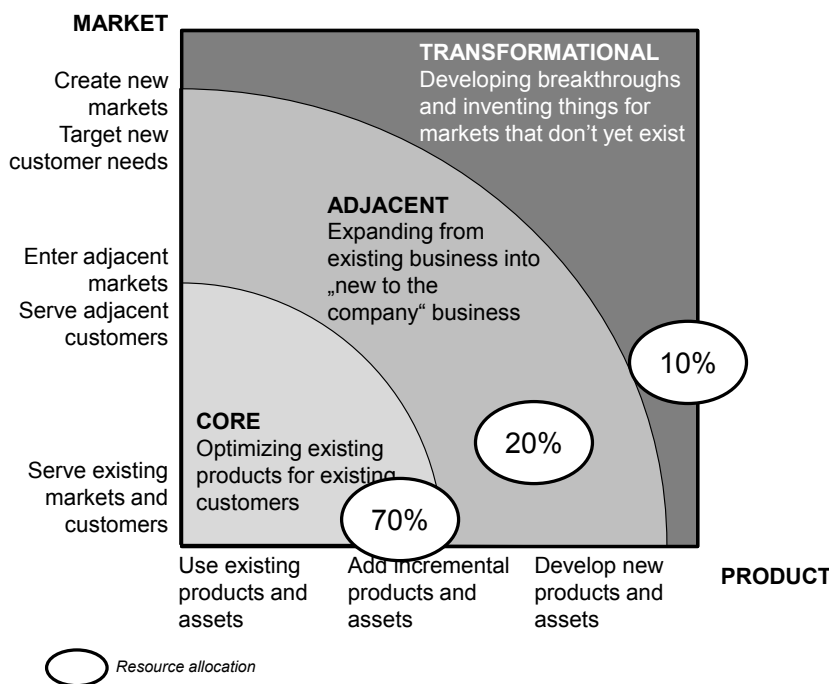 MARKET
Create new
markets
Target new
customer needs
Enter adjacent
markets
Serve adjacent
customers
Serve existing
markets and
customers
TRANSFORMATIONAL
Developing breakthroughs
and inventing things for
markets that don't yet exist
ADJACENT
Expanding from
existing business into
„new to the
company“ business
CORE
Optimizing existing
products for existing
customers
10%
20%
70%
Use existing
products and
assets
Add incremental
products and
assets
Develop new
products and
assets
PRODUCT
Resource allocation